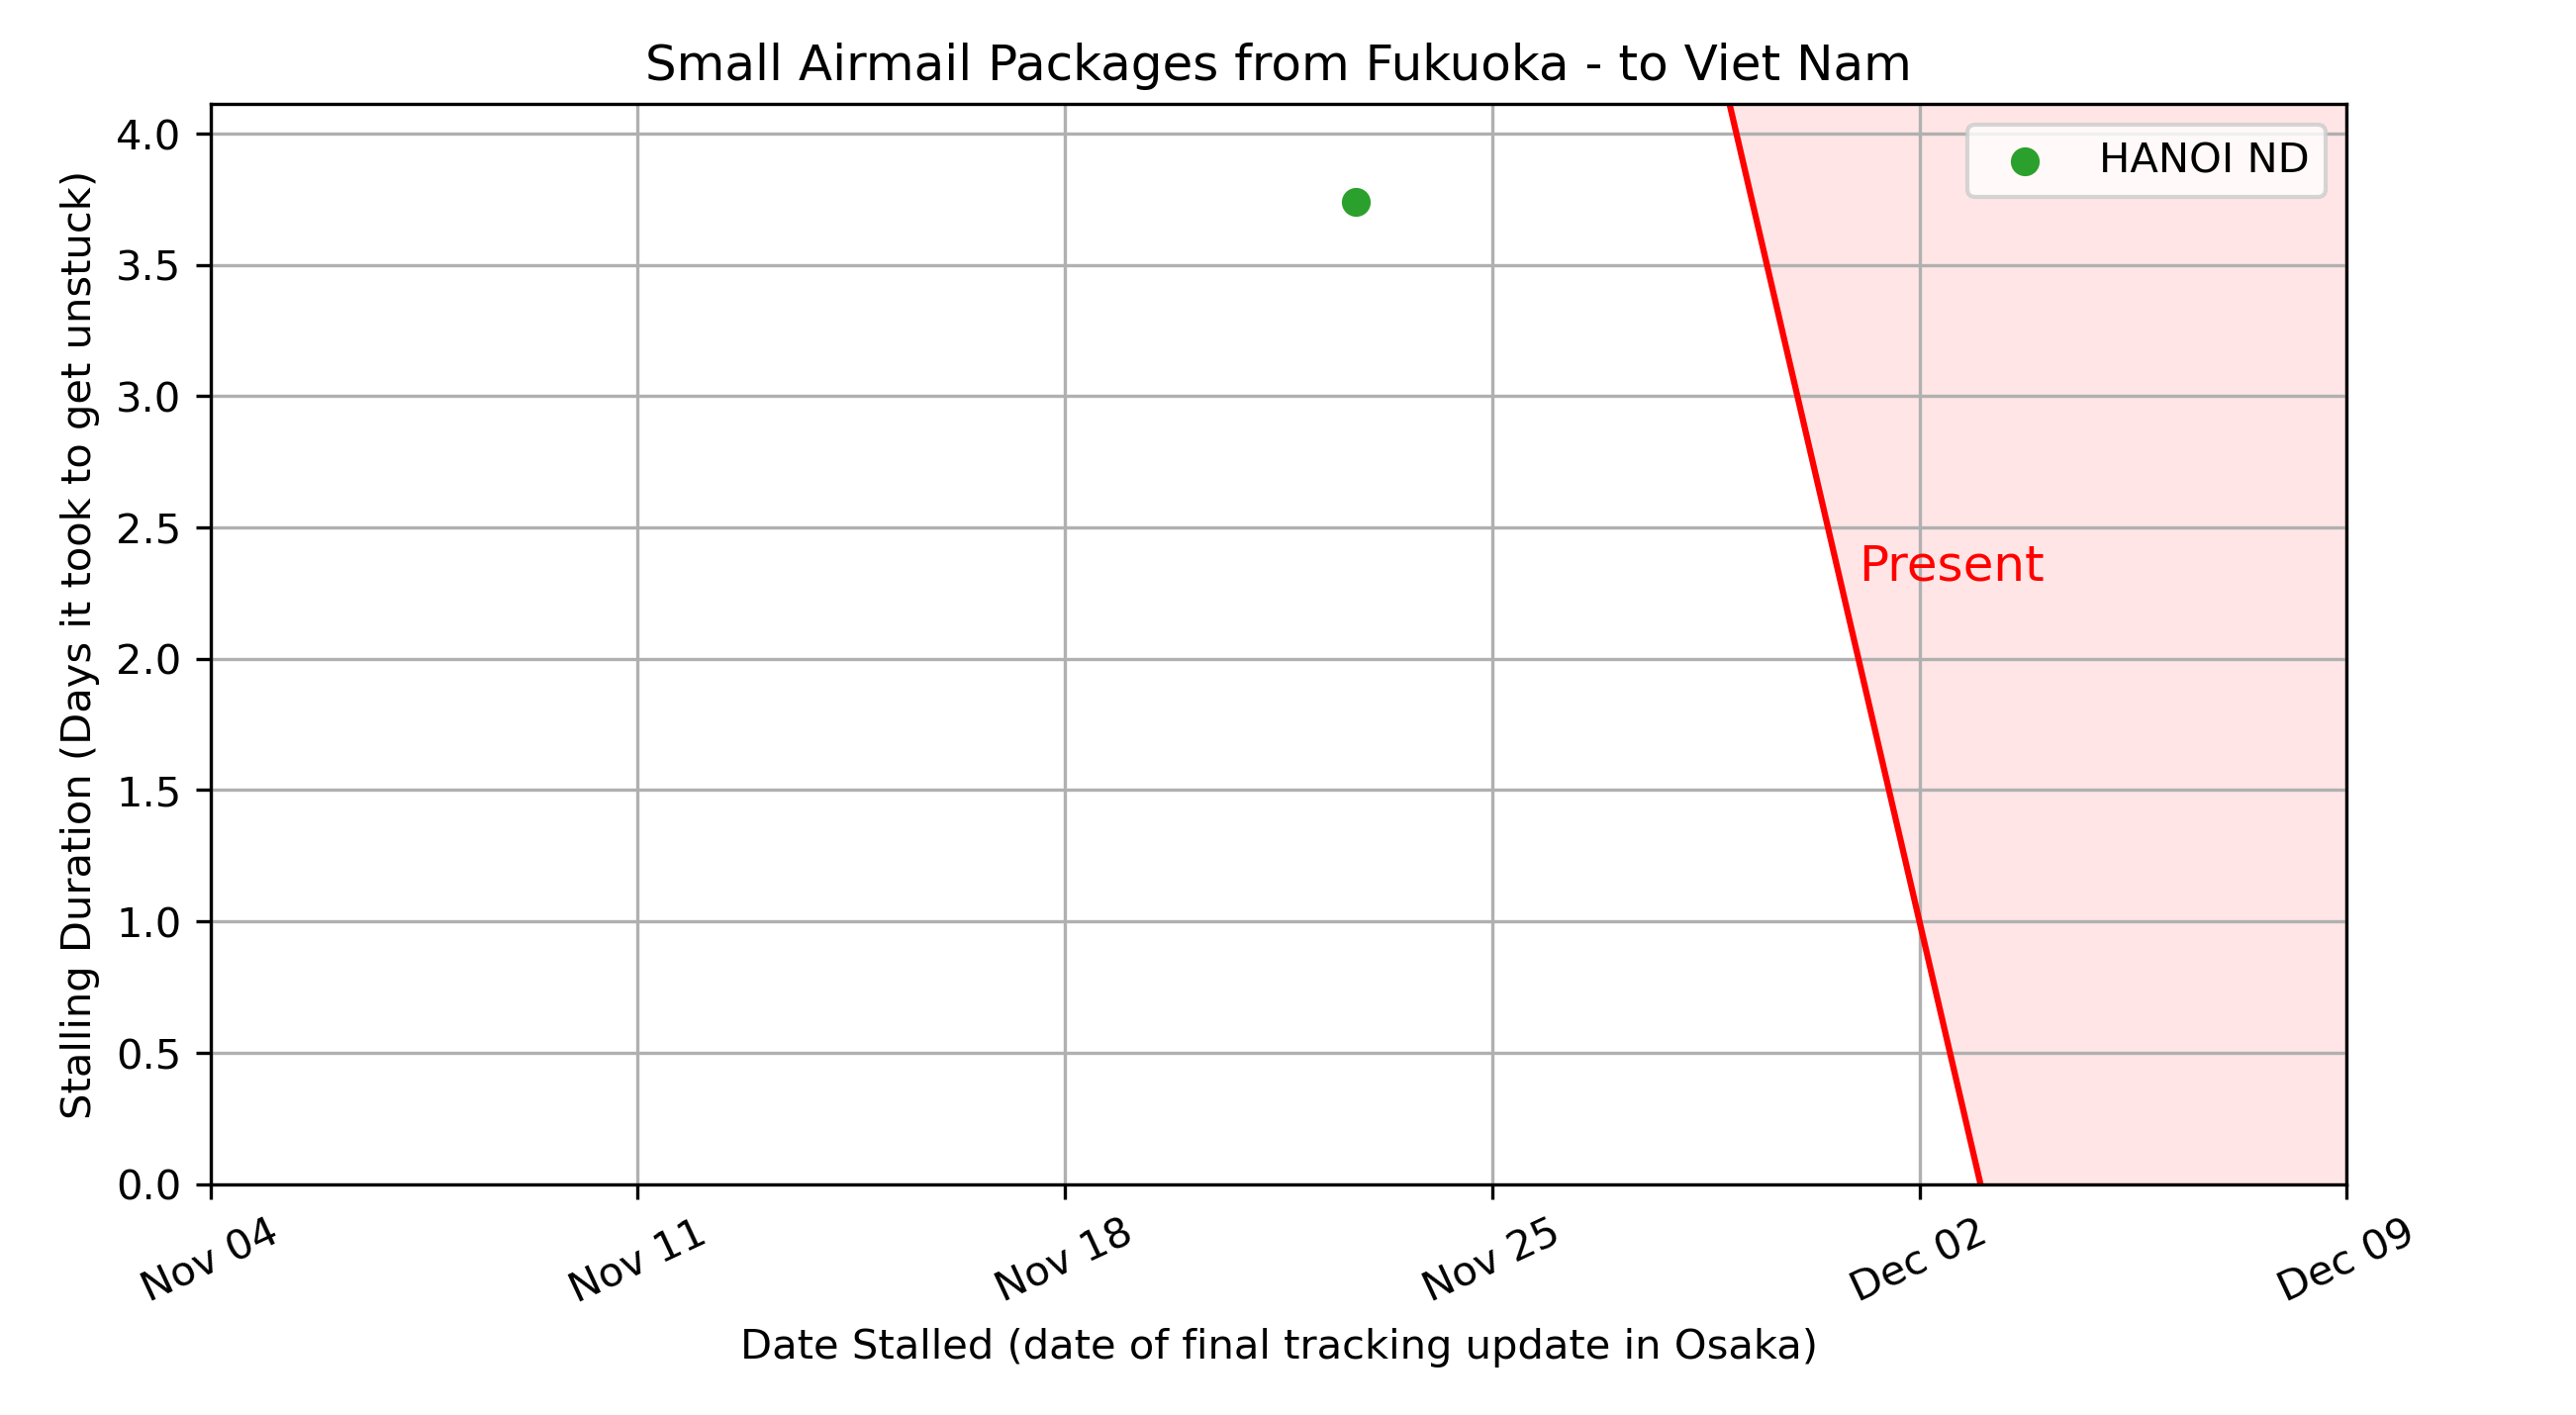 Small Airmail Packages from Fukuoka - to Viet Nam
HANOI ND
Present
Stalling Duration (Days it took to get unstuck)
4.0
3.5
3.0
2.5
2.0
1.5
1.0
0.5
0.0
Nov 04
Nov 11
Nov 18
Nov 25
Dec 02
Dec 09
Date Stalled (date of final tracking update in Osaka)